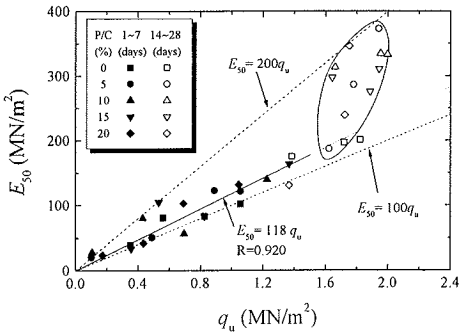 400
300
200
100
0
E50 (MN/m²)
P/C 1~7 14~28
(%) (days) (days)
0
5
10
15
20
E50= 200qu
E50= 118 qu
R=0.920
E50= 100qu
0.0 0.4 0.8 1.2 1.6 2.0 2.4
qu (MN/m²)